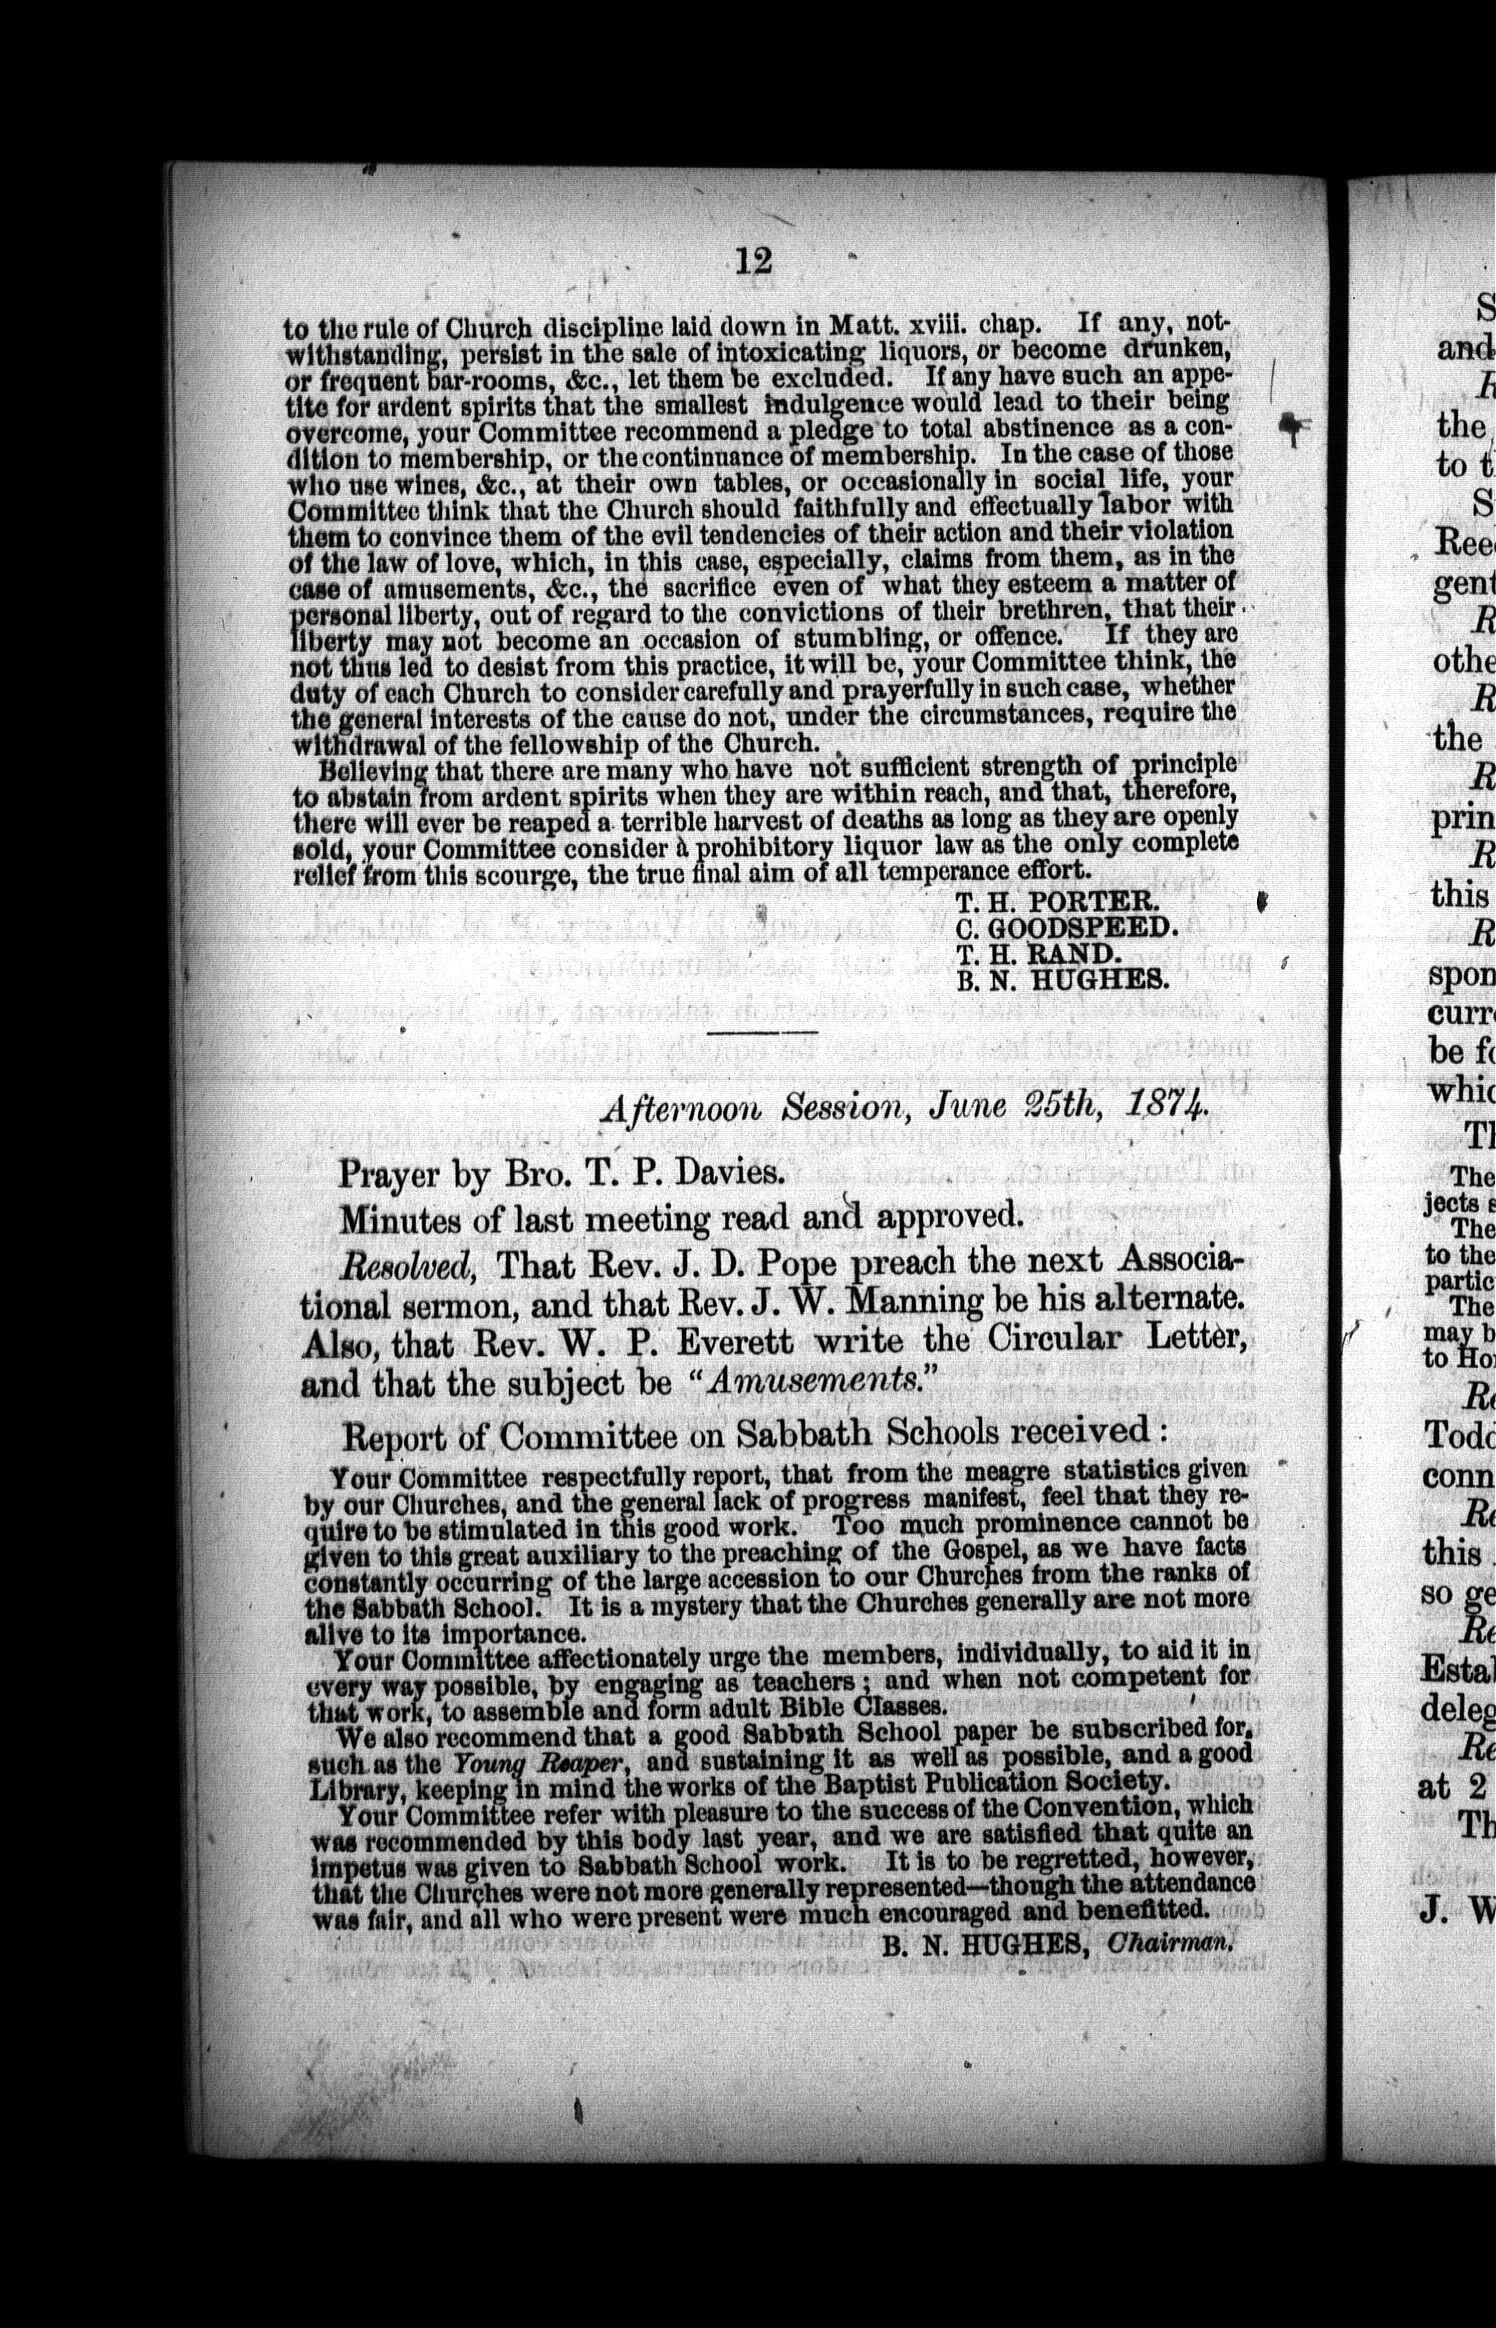 12
to the rule of Church discipline laid down in Matt. xviii. chap. If any, not-
withstanding, persist in the sale of intoxicating liquors, or become drunken,
or frequent bar-rooms, &c., let them be excluded. If any have such an appe-
tite for ardent spirits that the smallest indulgence would lead to their being
overcome, your Committee recommend a pledge to total abstinence as a con-
dition to membership, or the continuance of membership. In the case of those
who use wines, &c., at their own tables, or occasionally in social life, your
Committee think that the Church should faithfully and effectually labor with
them to convince them of the evil tendencies of their action and their violation
of the law of love, which, in this case, especially, claims from them, as in the
case of amusements, &c., the sacrifice even of what they esteem a matter of
personal liberty, out of regard to the convictions of their brethren, that their
liberty may not become an occasion of stumbling, or offence. If they are
not thus led to desist from this practice, it will be, your Committee think, the
duty of each Church to consider carefully and prayerfully in such case, whether
the general interests of the cause do not, under the circumstances, require the
withdrawal of the fellowship of the Church.
Believing that there are many who have not sufficient strength of principle
to abstain from ardent spirits when they are within reach, and that, therefore,
there will ever be reaped a terrible harvest of deaths as long as they are openly
sold, your Committee consider a prohibitory liquor law as the only complete
relief from this scourge, the true final aim of all temperance effort.
T. H. PORTER.
C. GOODSPEED.
T. H. RAND.
B. N. HUGHES.
Afternoon Session, June 25th, 1874.
Prayer by Bro. T. P. Davies.
Minutes of last meeting read and approved.
Resolved, That Rev. J. D. Pope preach the next Associa-
tional sermon, and that Rev. J. W. Manning be his alternate.
Also, that Rev. W. P. Everett write the Circular Letter,
and that the subject be "Amusements."
Report of Committee on Sabbath Schools received :
Your Committee respectfully report, that from the meagre statistics given
by our Churches, and the general lack of progress manifest, feel that they re-
quire to be stimulated in this good work. Too much prominence cannot be
given to this great auxiliary to the preaching of the Gospel, as we have facts
constantly occurring of the large accession to our Churches from the ranks of
the Sabbath School. It is a mystery that the Churches generally are not more
alive to its importance.
Your Committee affectionately urge the members, individually, to aid it in
every way possible, by engaging as teachers ; and when not competent for
that work, to assemble and form adult Bible Classes.
We also recommend that a good Sabbath School paper be subscribed for,
such as the Young Reaper, and sustaining it as well as possible, and a good
Library, keeping in mind the works of the Baptist Publication Society.
Your Committee refer with pleasure to the success of the Convention, which
was recommended by this body last year, and we are satisfied that quite an
impetus was given to Sabbath School work. It is to be regretted, however,
that the Churches were not more generally represented—though the attendance
was fair, and all who were present were much encouraged and benefitted.
B. N. HUGHES, Chairman.
and
the
to
othe
the
prin
this
spon
be
The
to the
The
may b
this
so ge
at 2
J. W